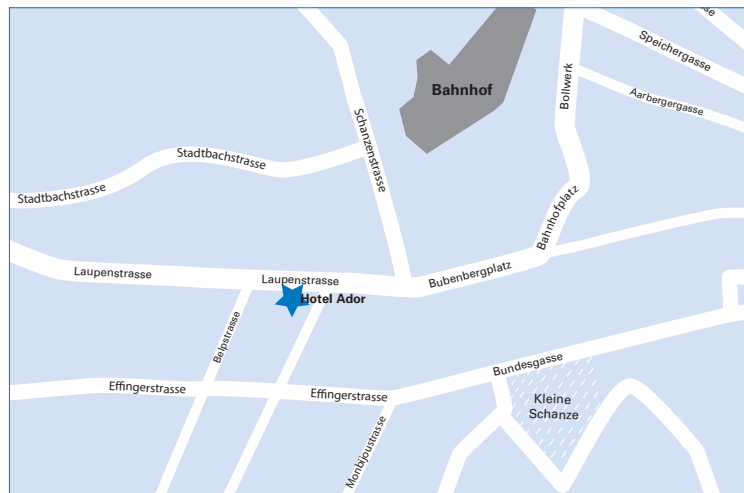 sse
Speichergasse
Bahnhof
Bollwerk
Aarbergergasse
Schanzenstrasse
Stadtbachstrasse
Stadtbachstrasse
Bahnhofplatz
Laupenstrasse
Laupenstrasse
Bubenbergplatz
Hotel Ador
Belpstrasse
Bundesgasse
Effingerstrasse
Effingerstrasse
Kleine
Schanze
Monbijoustrasse